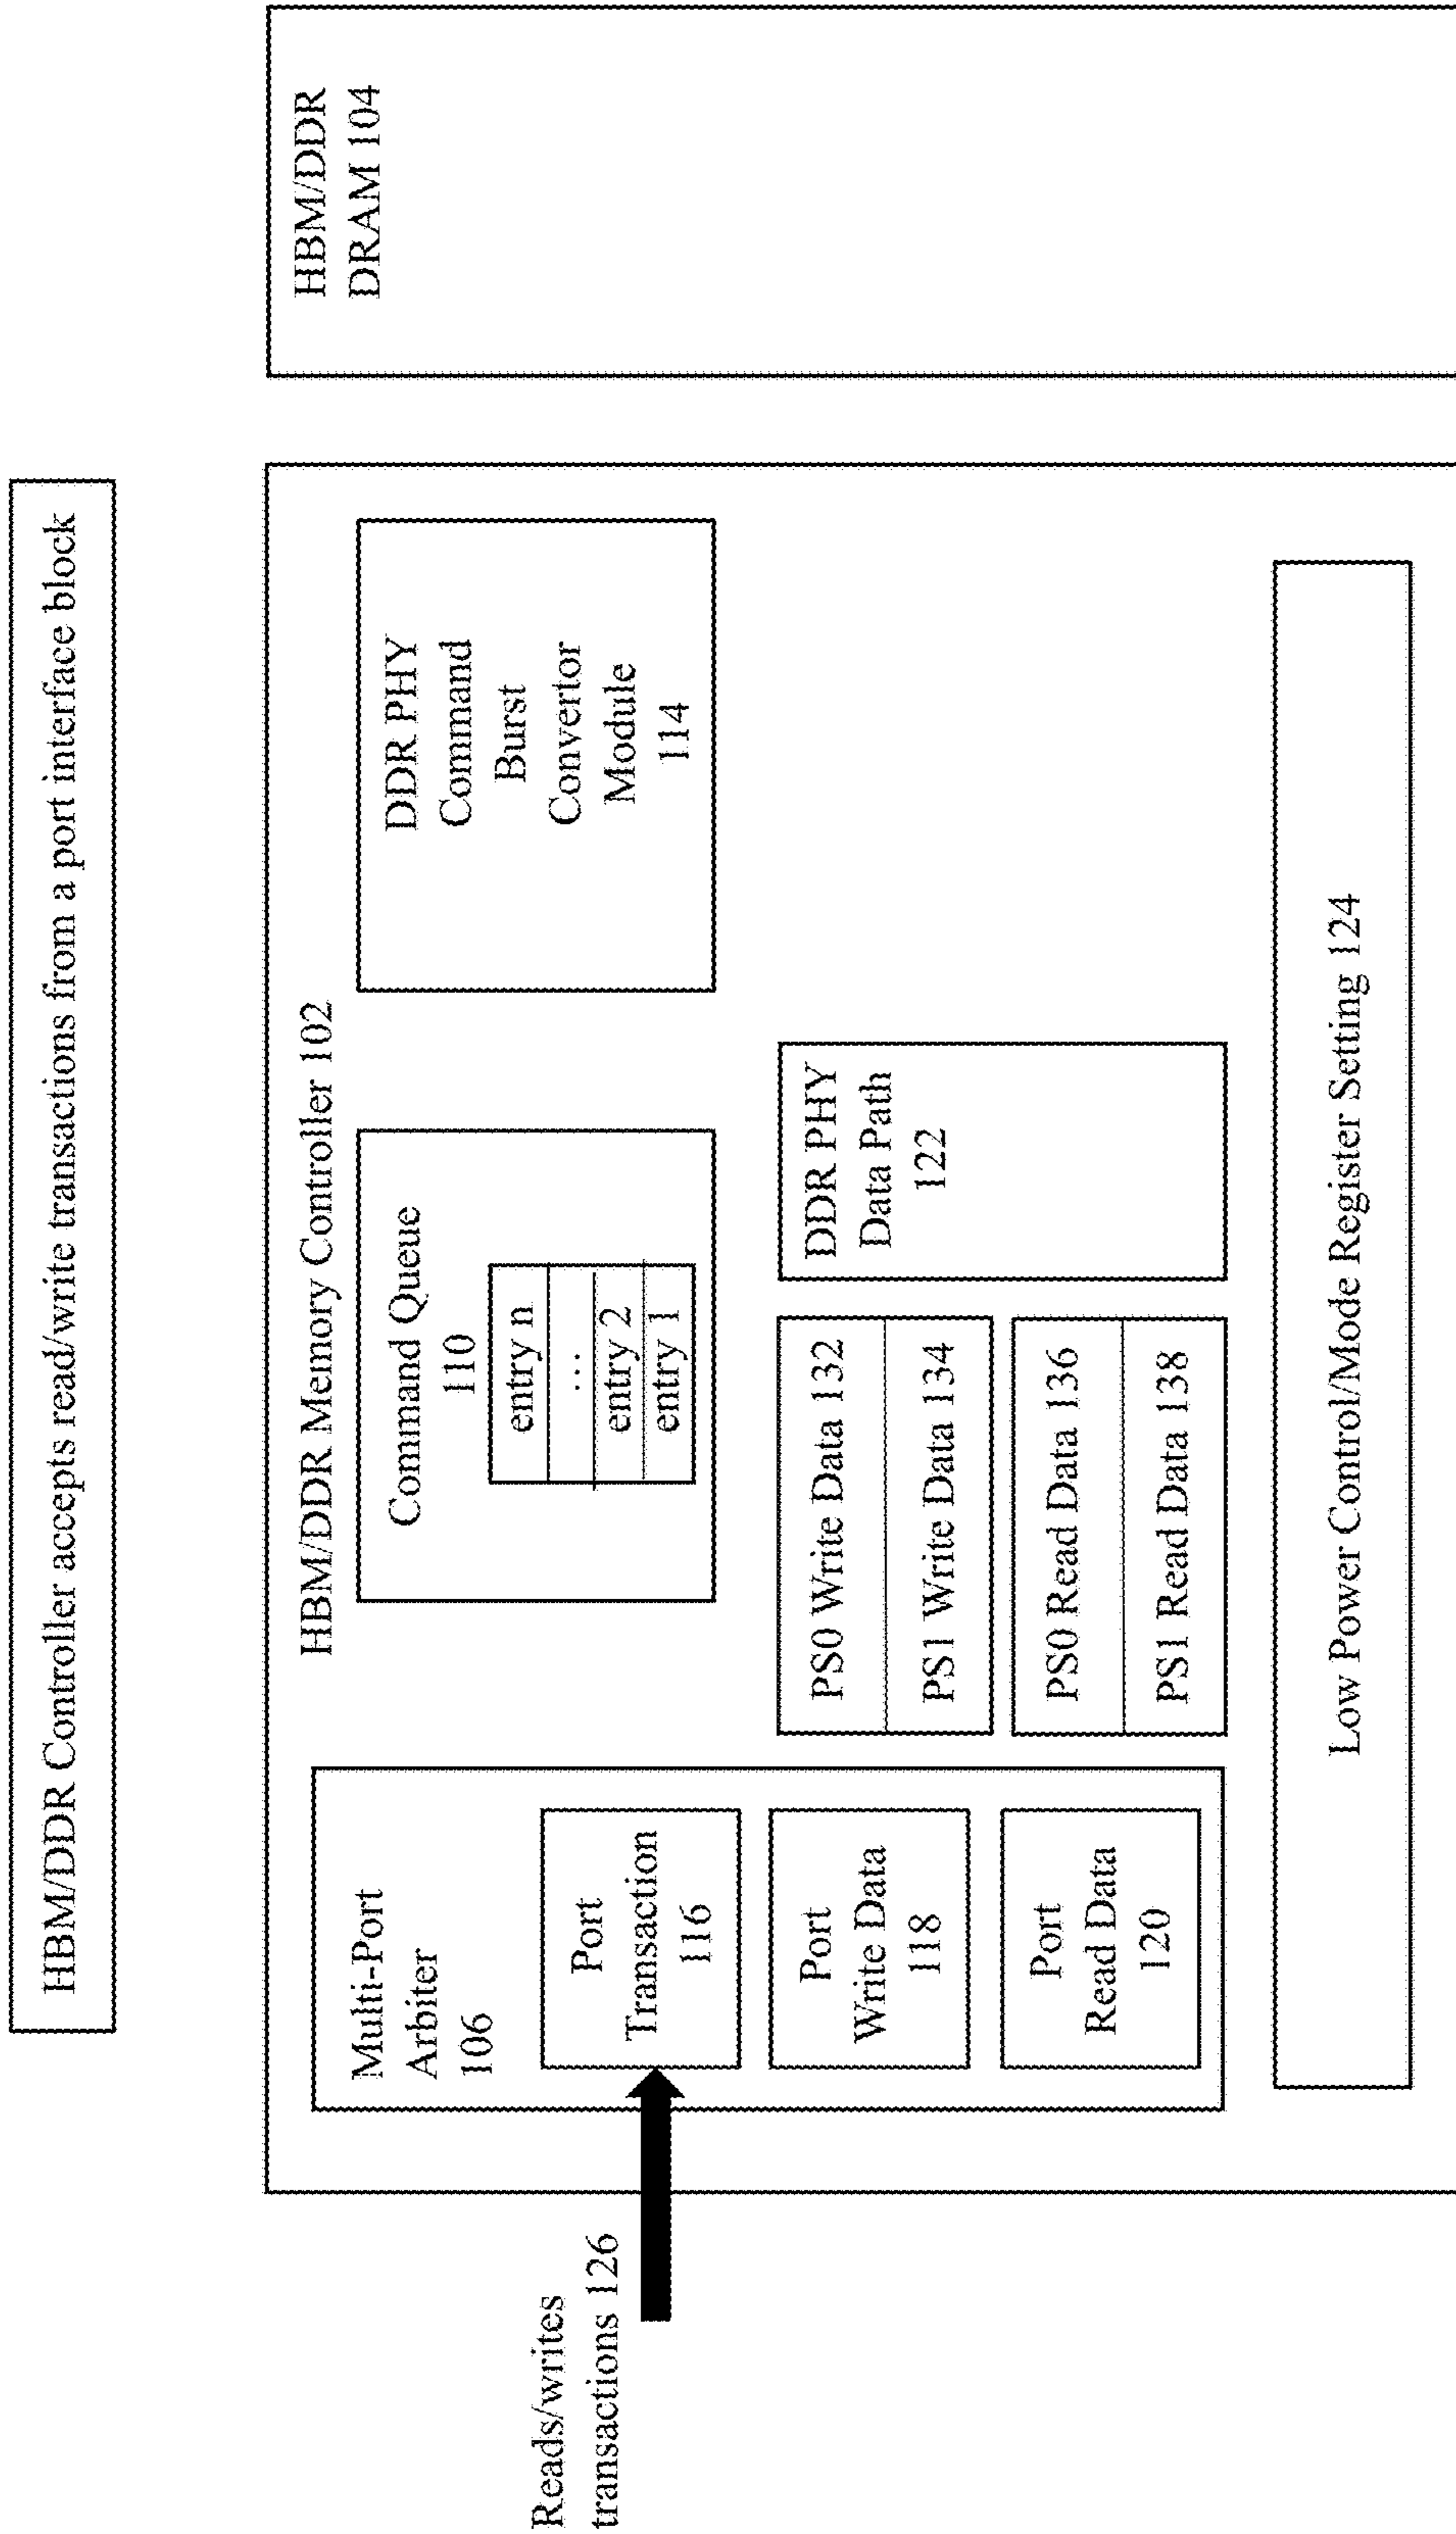 HBM/DDR Controller accepts read/write transactions from a port interface block
Reads/writes
transactions 126
HBM/DDR Memory Controller 102
Multi-Port
Arbiter
106
Port
Transaction
116
Port
Write Data
118
Port
Read Data
120
Command Queue
110
entry n
...
entry 2
entry 1
DDR PHY
Command
Burst
Convertor
Module
114
PS0 Write Data 132
PS1 Write Data 134
PS0 Read Data 136
PS1 Read Data 138
DDR PHY
Data Path
122
Low Power Control/Mode Register Setting 124
HBM/DDR
DRAM 104